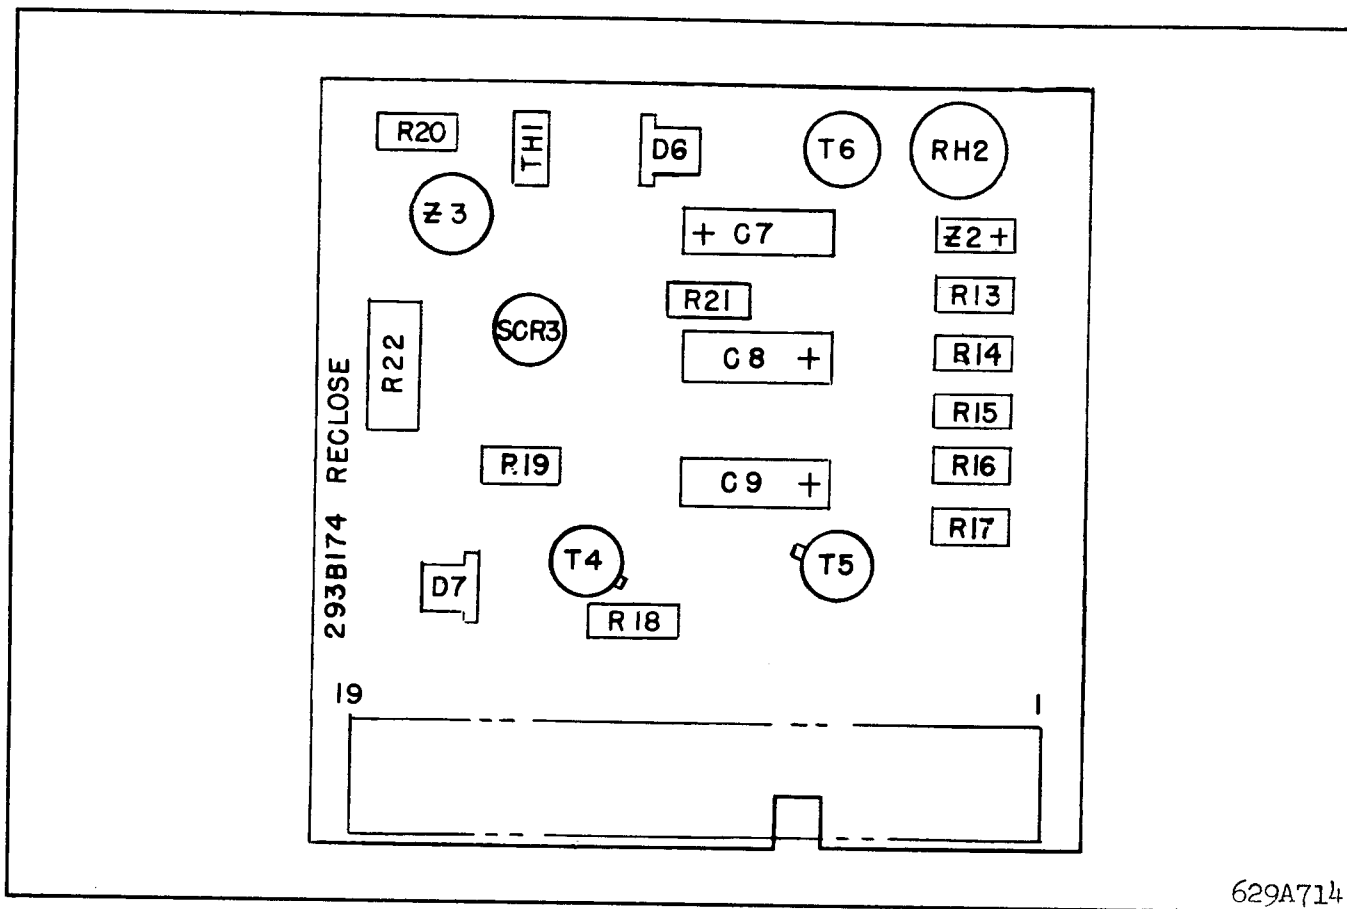 R20
TH1
D6
T6
RH2
Z3
+ C7
Z2+
R21
R13
SCR3
R22
C8 +
R14
R15
R19
C9 +
R16
R17
T4
T5
D7
R18
293B174 RECLOSE
19
1
629A714